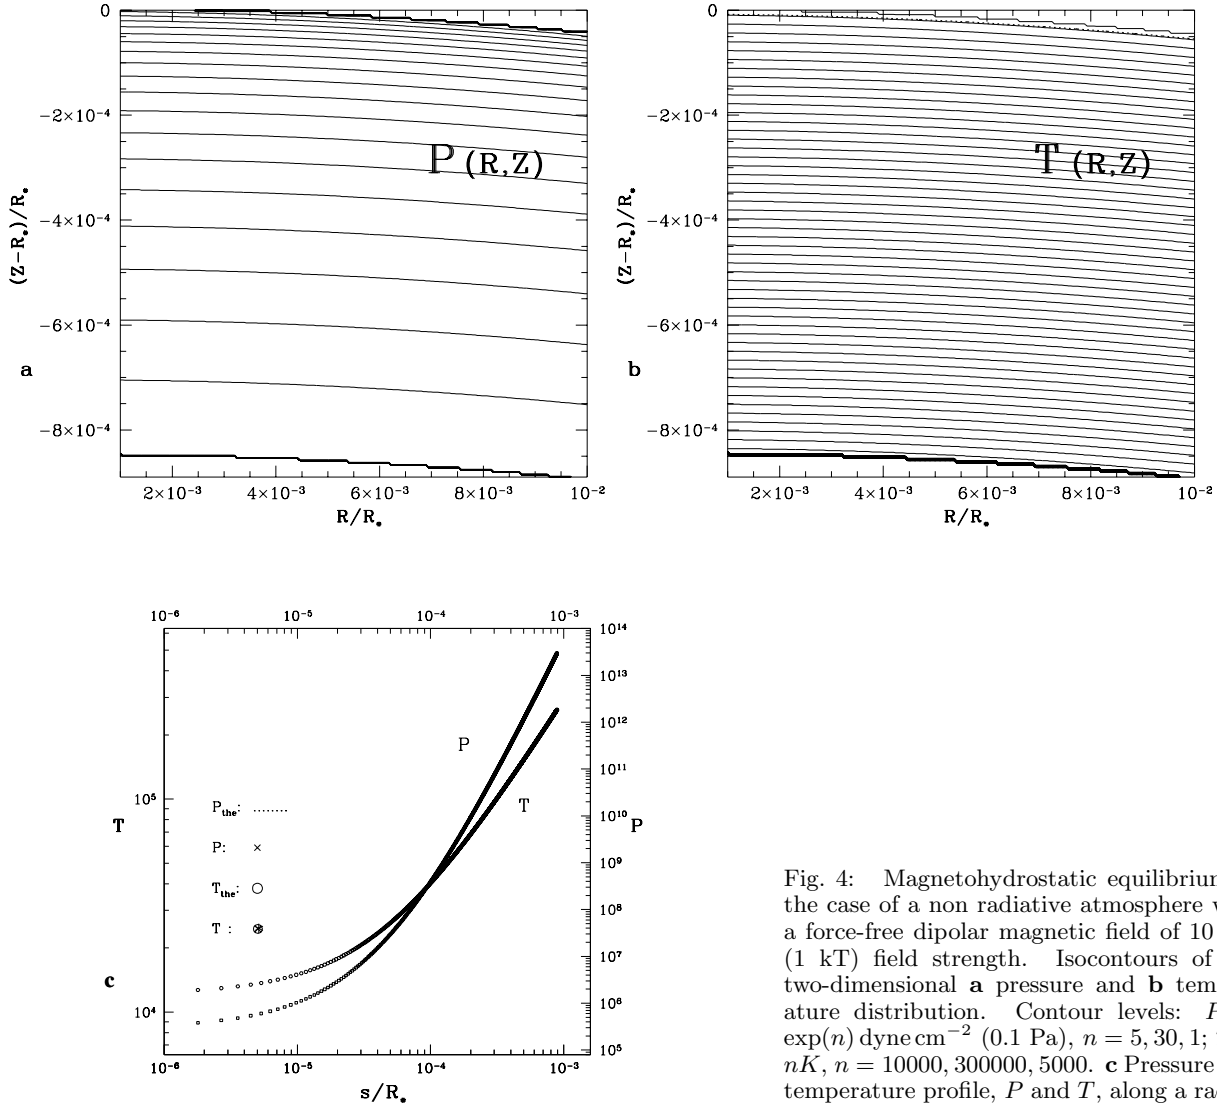 0
−2×10⁻⁴
−4×10⁻⁴
−6×10⁻⁴
−8×10⁻⁴
(Z−R*)/R*
P (R,Z)
a
2×10⁻³ 4×10⁻³ 6×10⁻³ 8×10⁻³ 10⁻²
R/R*
0
−2×10⁻⁴
−4×10⁻⁴
−6×10⁻⁴
−8×10⁻⁴
(Z−R*)/R*
T (R,Z)
b
2×10⁻³ 4×10⁻³ 6×10⁻³ 8×10⁻³ 10⁻²
R/R*
10⁻⁶ 10⁻⁵ 10⁻⁴ 10⁻³
10⁵
10⁴
T
c
P
T
P_the:
P:
T_the:
T :
10¹⁴
10¹³
10¹²
10¹¹
10¹⁰
10⁹
10⁸
10⁷
10⁶
10⁵
P
10⁻⁶ 10⁻⁵ 10⁻⁴ 10⁻³
s/R*
Fig. 4: Magnetohydrostatic equilibrium
the case of a non radiative atmosphere
a force-free dipolar magnetic field of 10
(1 kT) field strength. Isocontours of
two-dimensional a pressure and b tem
ature distribution. Contour levels: P
exp(n) dyne cm⁻² (0.1 Pa), n = 5, 30, 1;
nK, n = 10000, 300000, 5000. c Pressure
temperature profile, P and T, along a ra